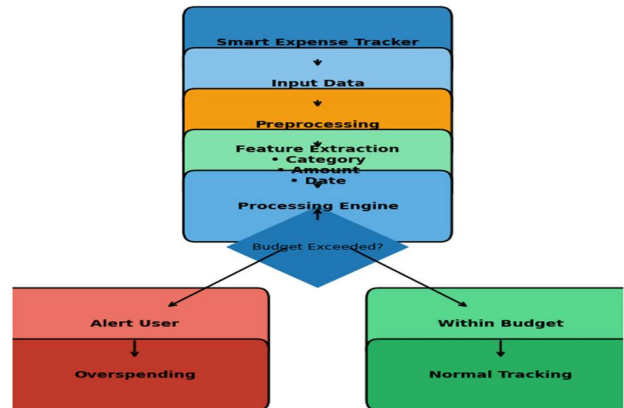 Smart Expense Tracker
Input Data
Preprocessing
Feature Extraction
• Category
• Amount
• Date
Processing Engine
Budget Exceeded?
Alert User
Within Budget
Overspending
Normal Tracking